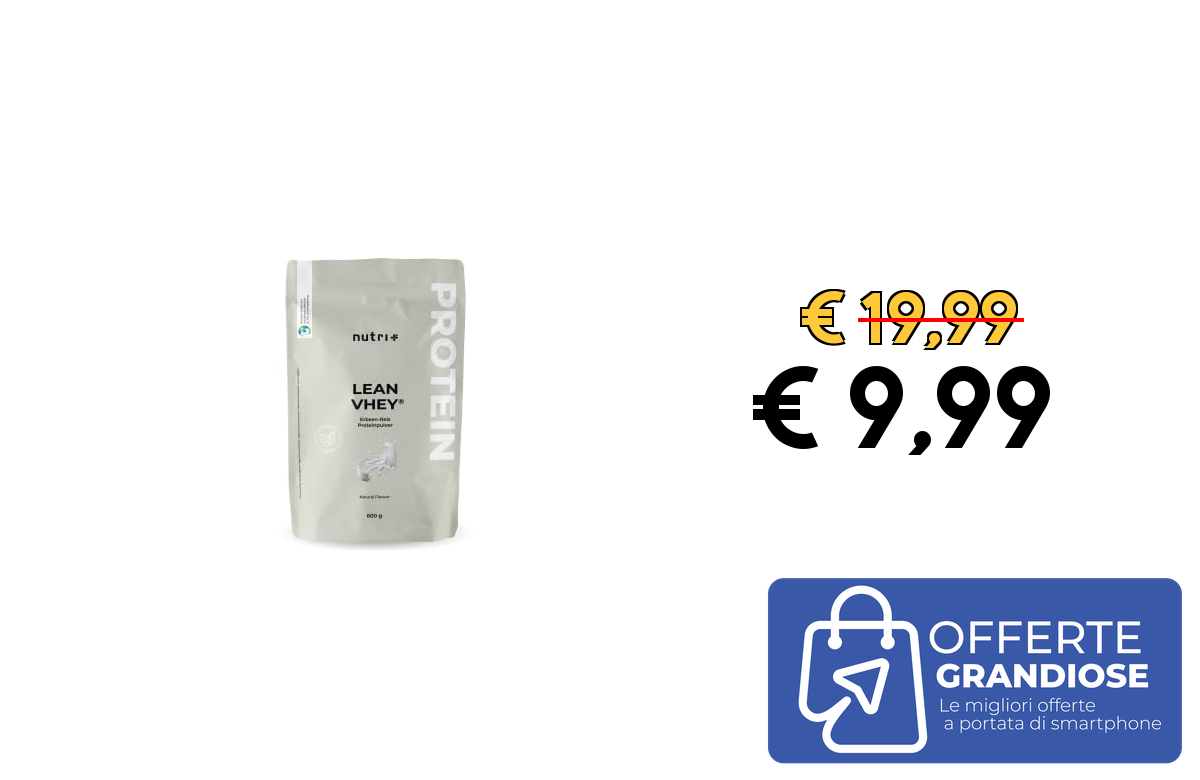 PROTEIN
nutri+
LEAN
VHEY®
Erbsen-Reis
Proteinpulver
Natural Flavour
600 g
€ 19,99
€ 9,99
OFFERTE
GRANDIOSE
Le migliori offerte
a portata di smartphone